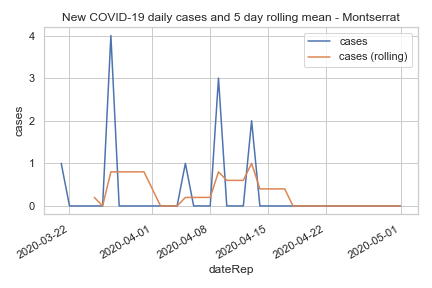 New COVID-19 daily cases and 5 day rolling mean - Montserrat
cases
cases (rolling)
4
3
2
1
0
cases
2020-03-22
2020-04-01
2020-04-08
2020-04-15
2020-04-22
2020-05-01
dateRep